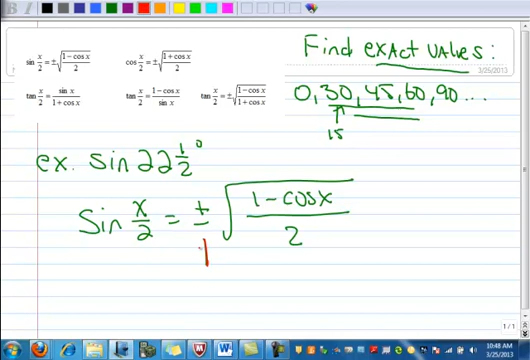 B I U
Find exact values:
3/25/2013
sin x/2 = ±√((1−cos x)/2)
cos x/2 = ±√((1+cos x)/2)
tan x/2 = sin x/(1+cos x)
tan x/2 = (1−cos x)/sin x
tan x/2 = ±√((1−cos x)/(1+cos x))
0, 30, 45, 60, 90 ...
15
ex. sin 22 1/2°
sin x/2 = ±√((1 − cos x)/2)
1/1
10:48 AM
3/25/2013